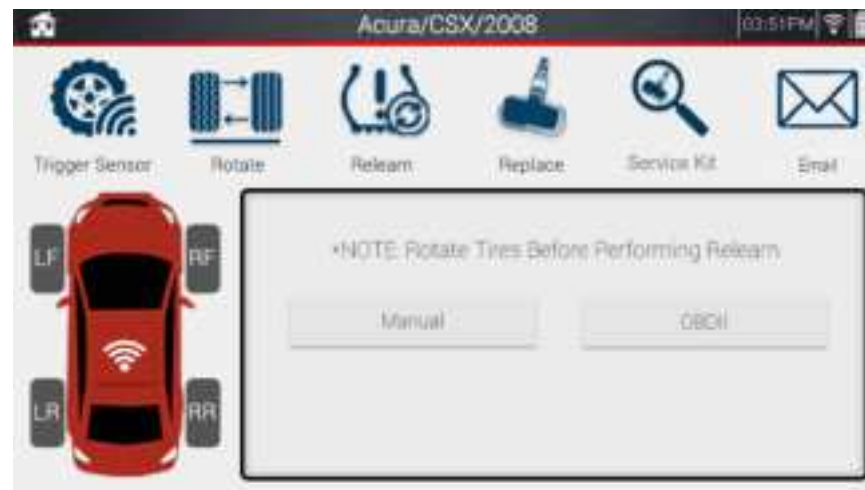 Acura/CSX/2008 03:51PM
Trigger Sensor Rotate Relearn Replace Service Kit Email
LF RF
*NOTE: Rotate Tires Before Performing Relearn
Manual OBDII
LR RR